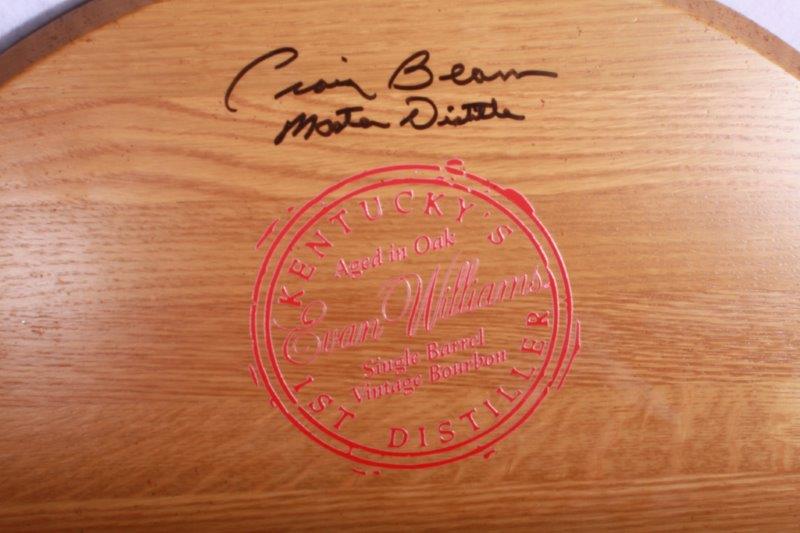 Craig Beam
Master Distiller
KENTUCKY'S
Aged in Oak
Evan Williams
Single Barrel
Vintage Bourbon
1ST DISTILLER